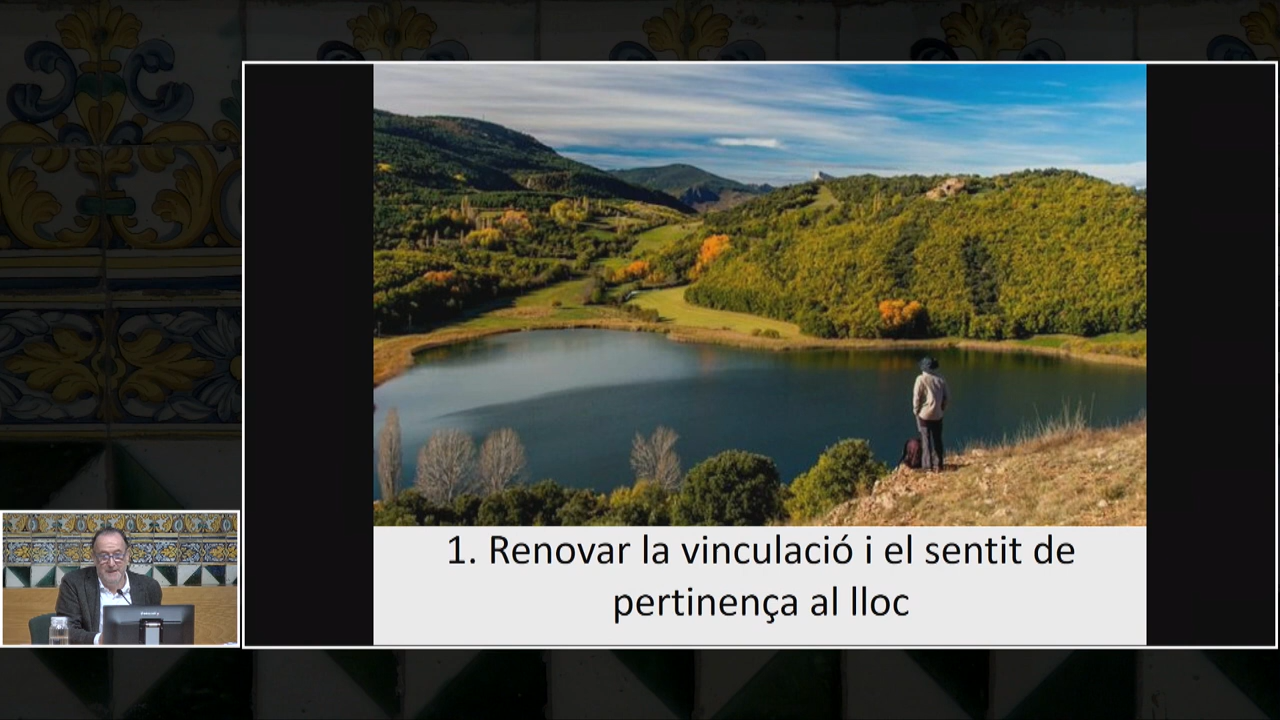 1. Renovar la vinculació i el sentit de
pertinença al lloc